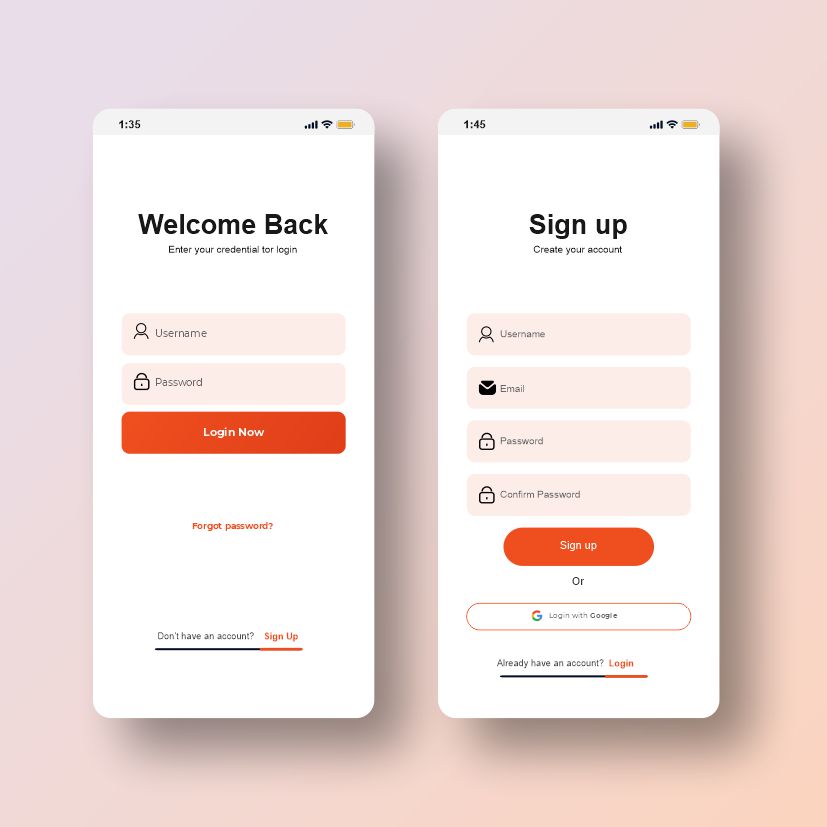 1:35
Welcome Back
Enter your credential tor login
Username
Password
Login Now
Forgot password?
Don't have an account? Sign Up
1:45
Sign up
Create your account
Username
Email
Password
Confirm Password
Sign up
Or
Login with Google
Already have an account? Login